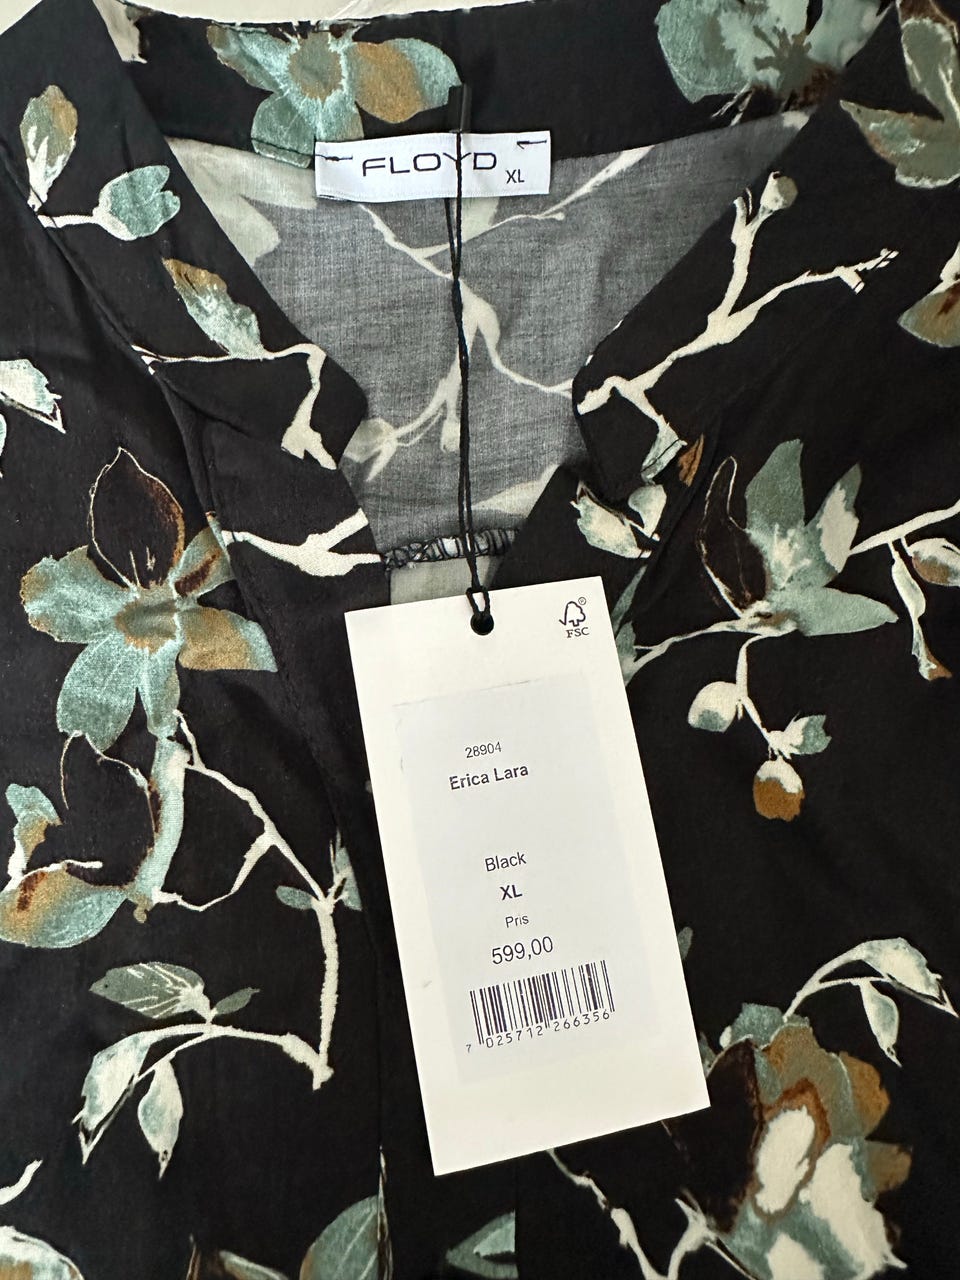 FLOYD
XL
FSC®
28904
Erica Lara
Black
XL
Pris
599,00
7 025712 266356